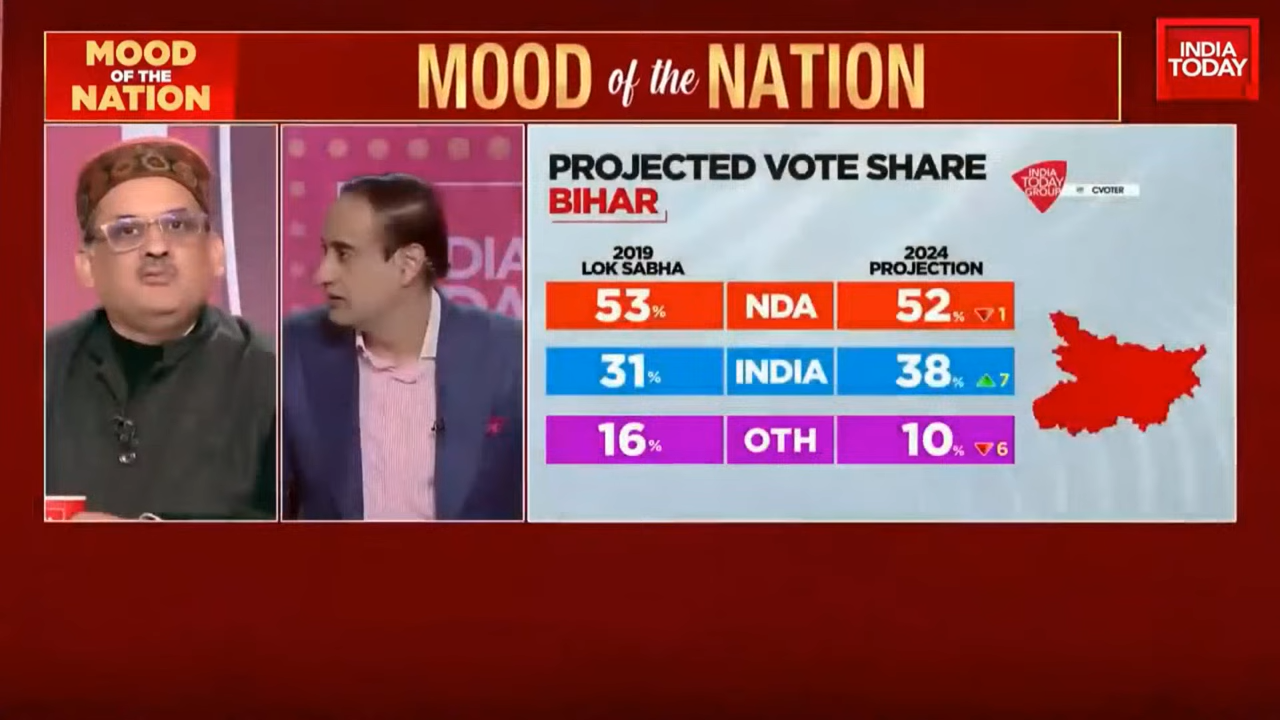 MOOD
OF THE
NATION
MOOD of the NATION
INDIA
TODAY
PROJECTED VOTE SHARE
BIHAR
INDIA
TODAY
GROUP
CVOTER
2019
LOK SABHA
2024
PROJECTION
53% NDA 52% 1
31% INDIA 38% 7
16% OTH 10% 6